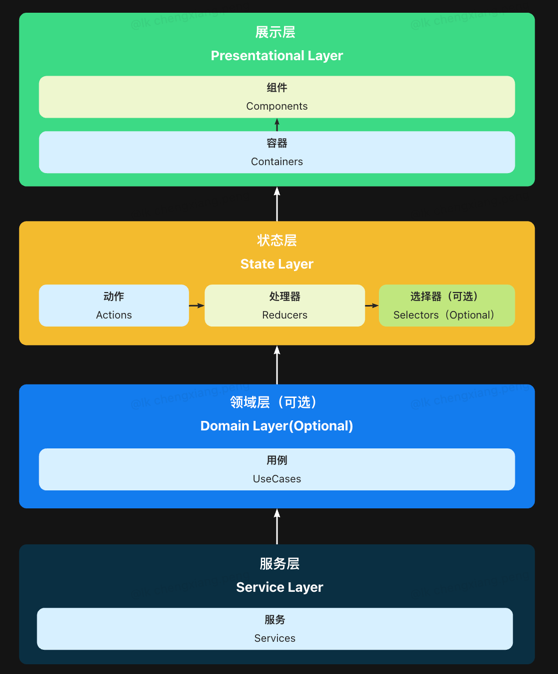 展示层
Presentational Layer
组件
Components
容器
Containers
状态层
State Layer
动作
Actions
处理器
Reducers
选择器（可选）
Selectors（Optional）
领域层（可选）
Domain Layer(Optional)
用例
UseCases
服务层
Service Layer
服务
Services